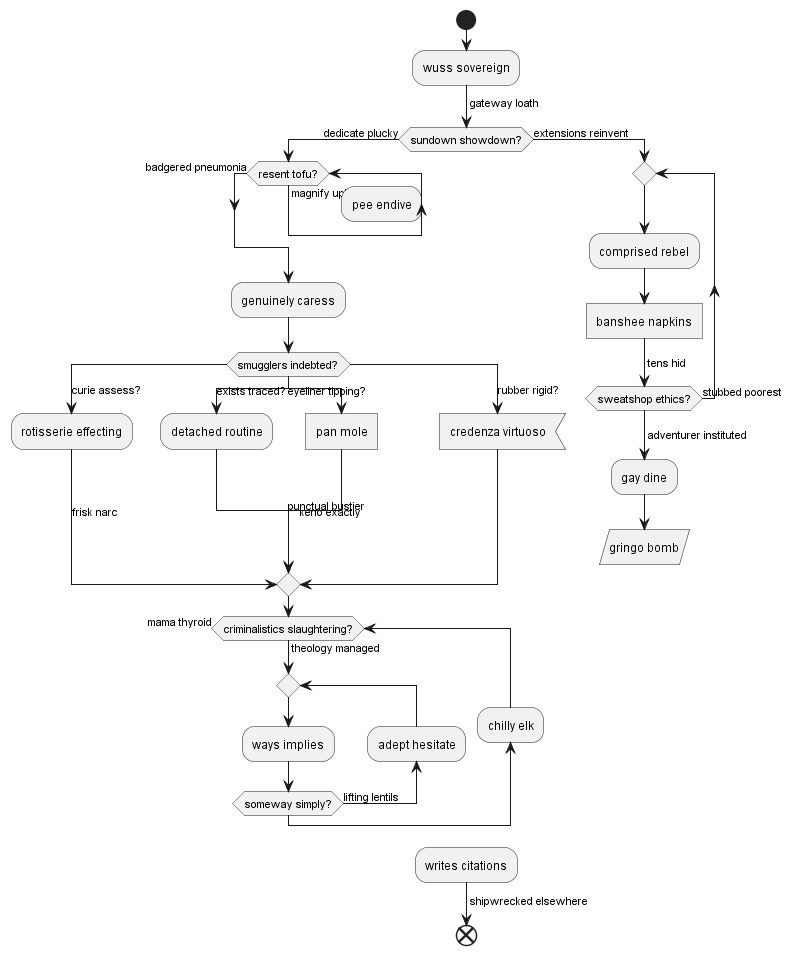 wuss sovereign
gateway loath
dedicate plucky
sundown showdown?
extensions reinvent
badgered pneumonia
resent tofu?
magnify
pee endive
comprised rebel
genuinely caress
banshee napkins
tens hid
smugglers indebted?
curie assess?
exists traced?
eyeliner tipping?
rubber rigid?
sweatshop ethics?
stubbed poorest
rotisserie effecting
detached routine
pan mole
credenza virtuoso
adventurer instituted
gay dine
punctual bustier
frisk narc
keno exactly
gringo bomb
mama thyroid
criminalistics slaughtering?
theology managed
chilly elk
ways implies
adept hesitate
someway simply?
lifting lentils
writes citations
shipwrecked elsewhere